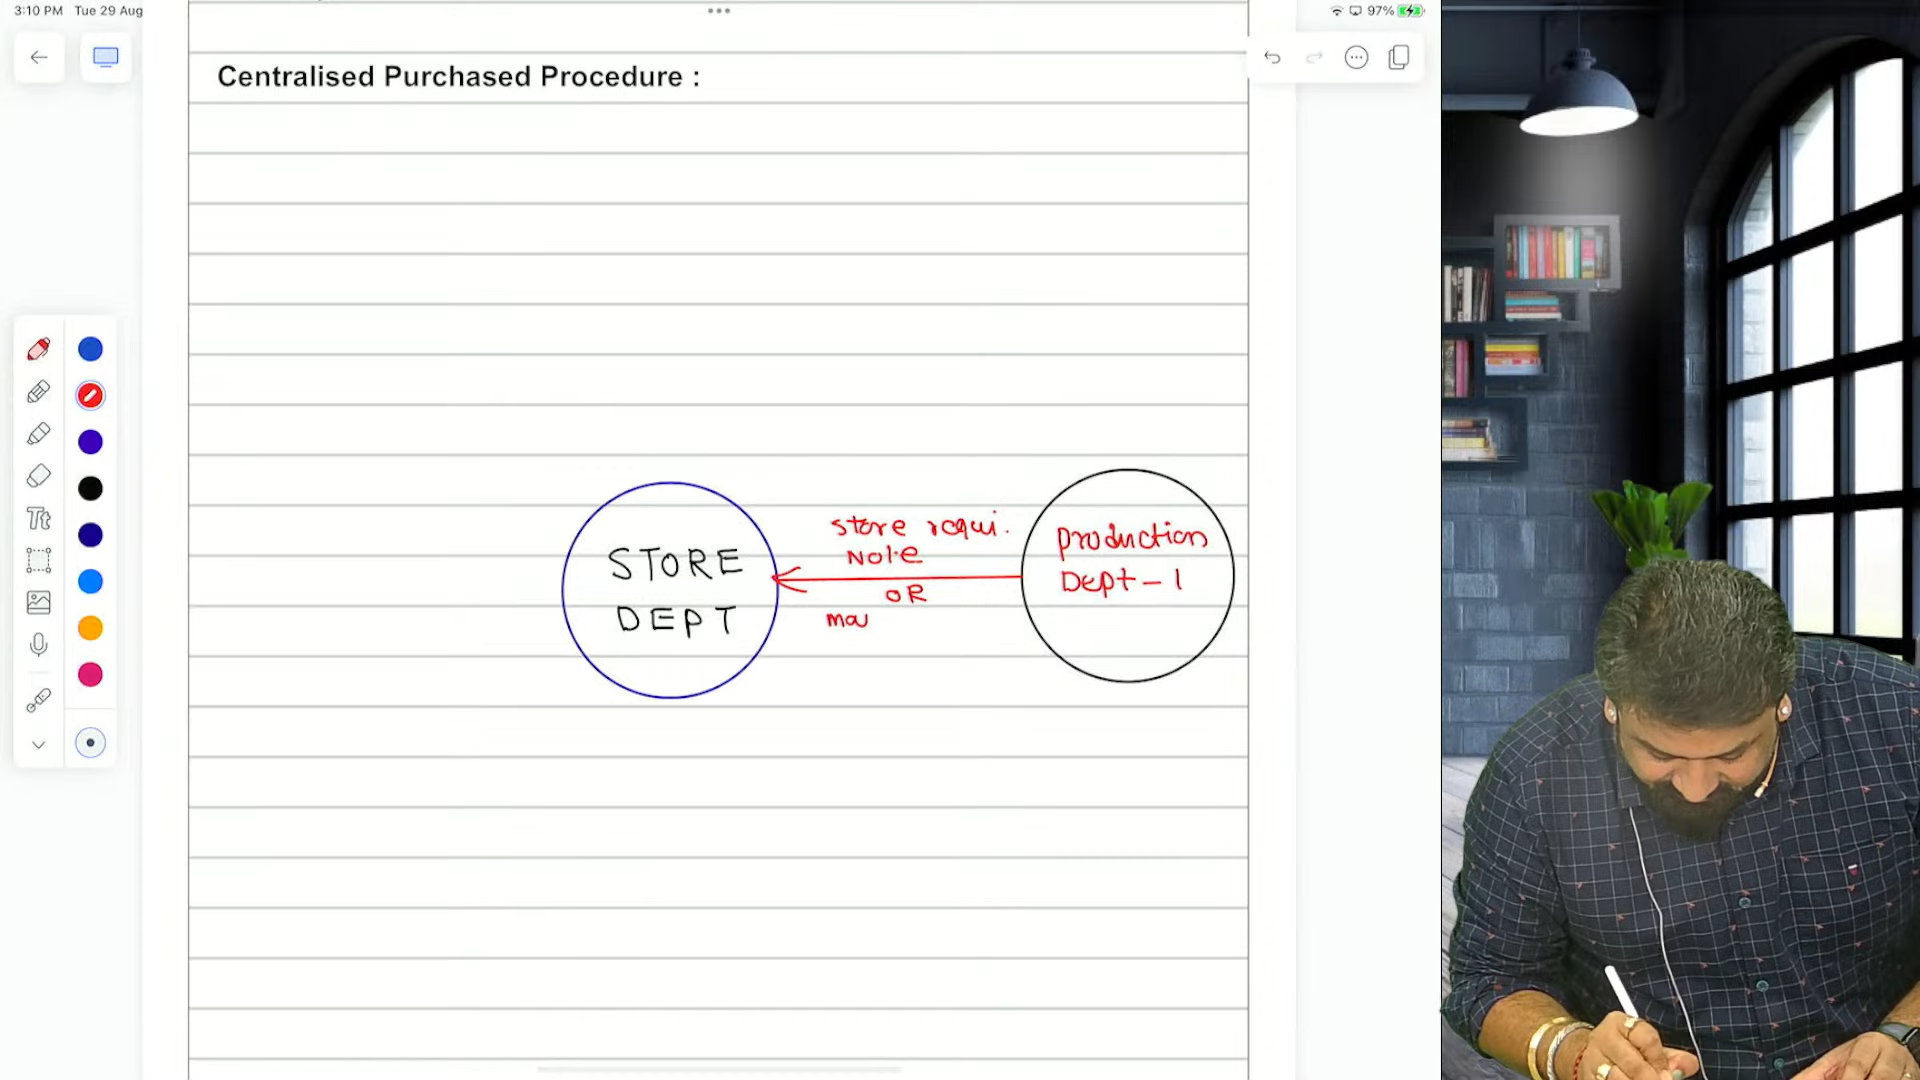 3:10 PM Tue 29 Aug
97%
Centralised Purchased Procedure :
Store requi.
Note
OR
mau
STORE
DEPT
production
Dept - 1
Tt